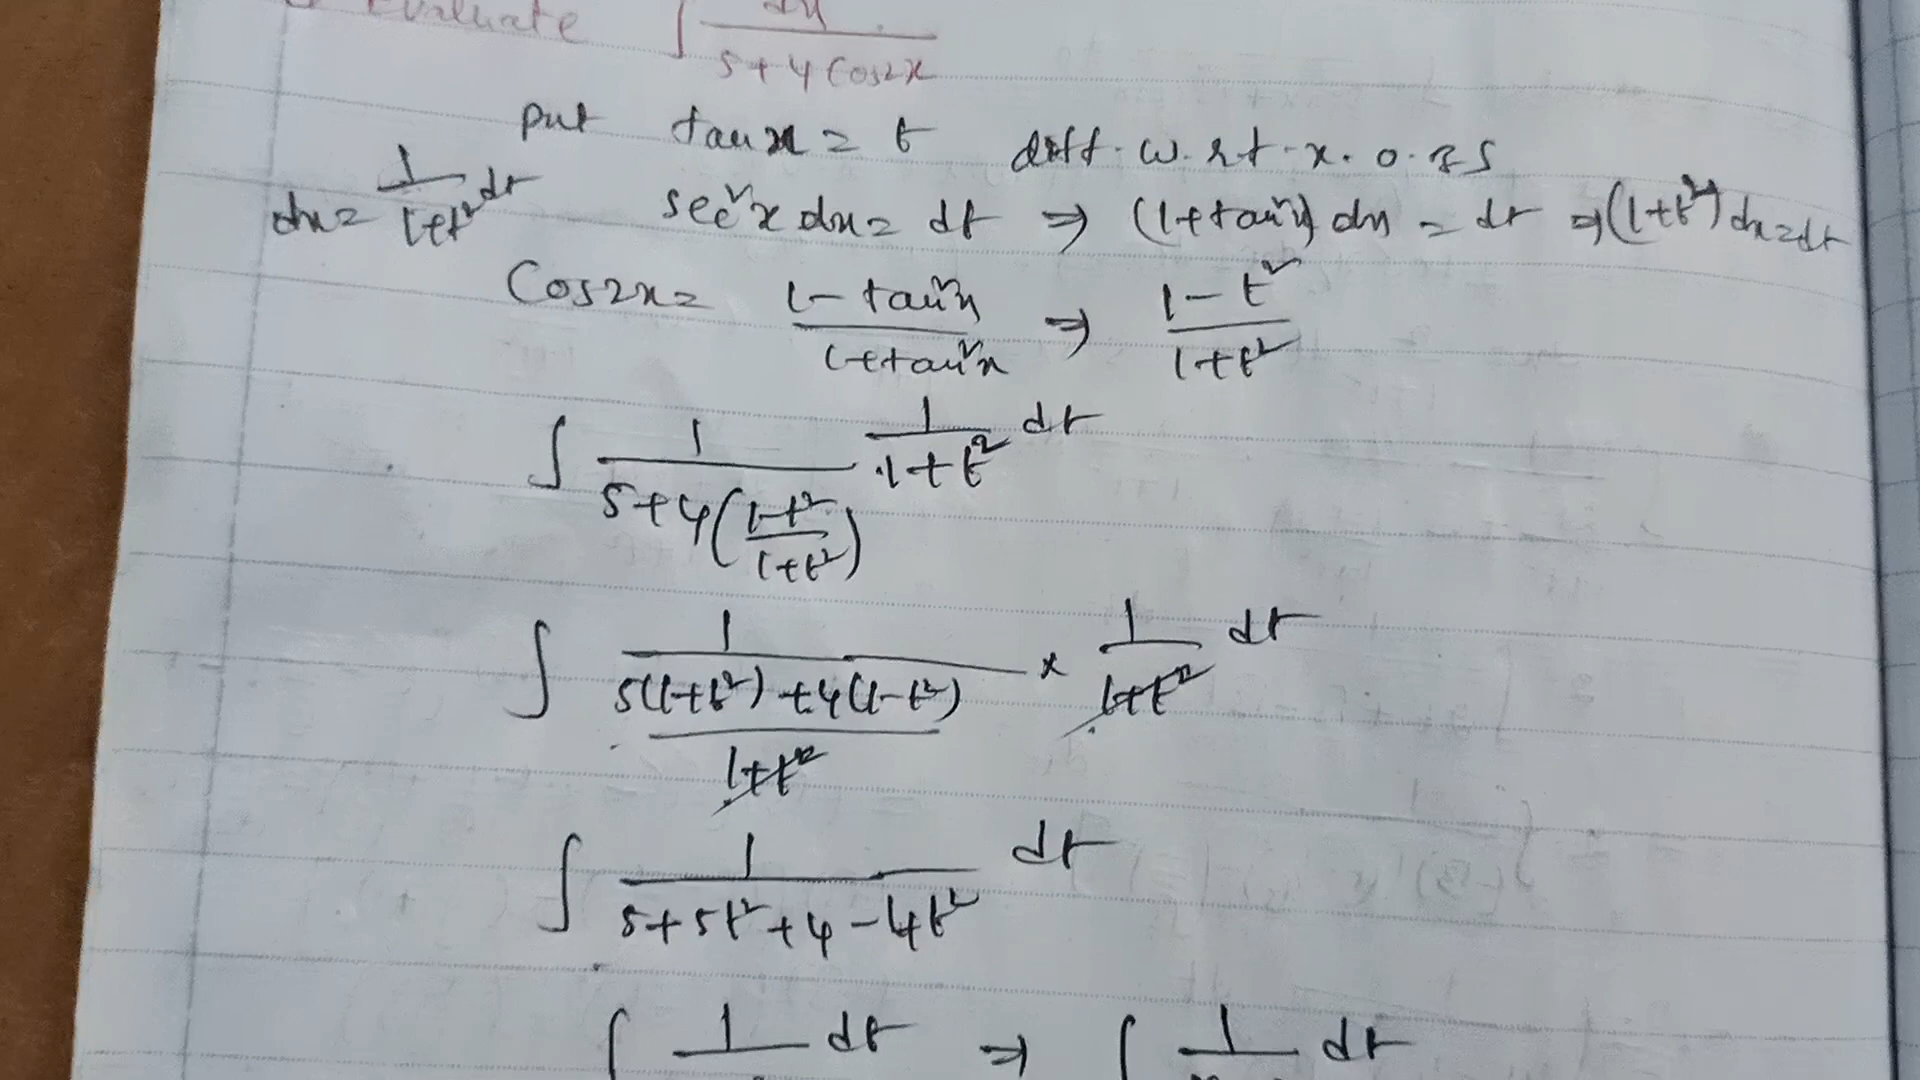 Evaluate ∫ dx / 5+4Cos2x
put tanx = t diff. w.r.t. x. o. b. S
dx = 1/1+t² dt sec²x dx = dt ⇒ (1+tan²x) dx = dt ⇒ (1+t²) dx = dt
Cos2x = 1-tan²x / 1+tan²x ⇒ 1-t² / 1+t²
∫ 1 / 5+4(1-t²/1+t²) . 1/1+t² dt
∫ 1 / 5(1+t²)+4(1-t²) / 1+t² × 1/1+t² dt
∫ 1 / 5+5t²+4-4t² dt
∫ 1 dt ⇒ ∫ 1 dt